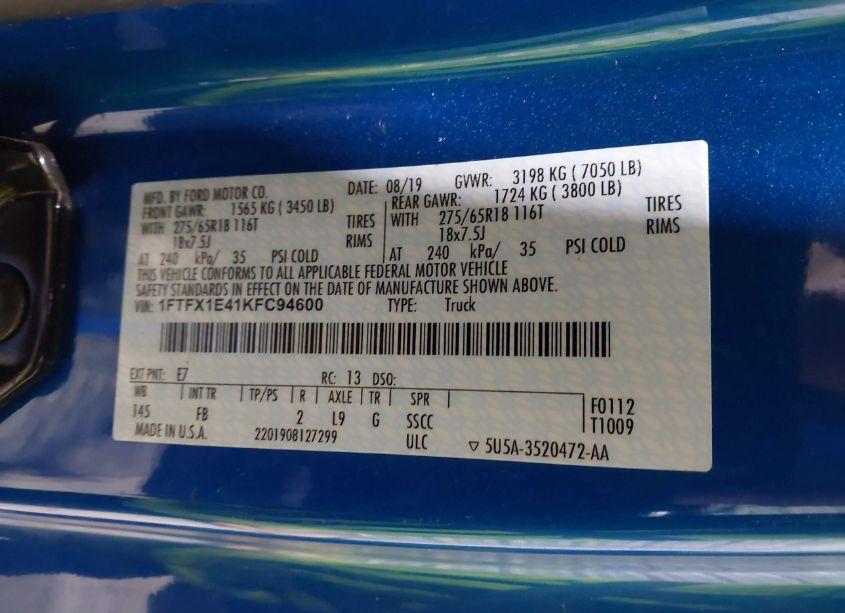 MFD. BY FORD MOTOR CO. DATE: 08/19 GVWR: 3198 KG ( 7050 LB)
FRONT GAWR: 1565 KG ( 3450 LB) REAR GAWR: 1724 KG ( 3800 LB)
WITH 275/65R18 116T TIRES WITH 275/65R18 116T TIRES
18x7.5J RIMS 18x7.5J RIMS
AT 240 kPa/ 35 PSI COLD AT 240 kPa/ 35 PSI COLD
THIS VEHICLE CONFORMS TO ALL APPLICABLE FEDERAL MOTOR VEHICLE
SAFETY STANDARDS IN EFFECT ON THE DATE OF MANUFACTURE SHOWN ABOVE.
VIN: 1FTFX1E41KFC94600 TYPE: Truck
EXT PNT: E7 RC: 13 DSO:
WB INT TR TP/PS R AXLE TR SPR
145 FB 2 L9 G SSCC F0112
ULC T1009
MADE IN U.S.A. 2201908127299 ▽ 5U5A-3520472-AA